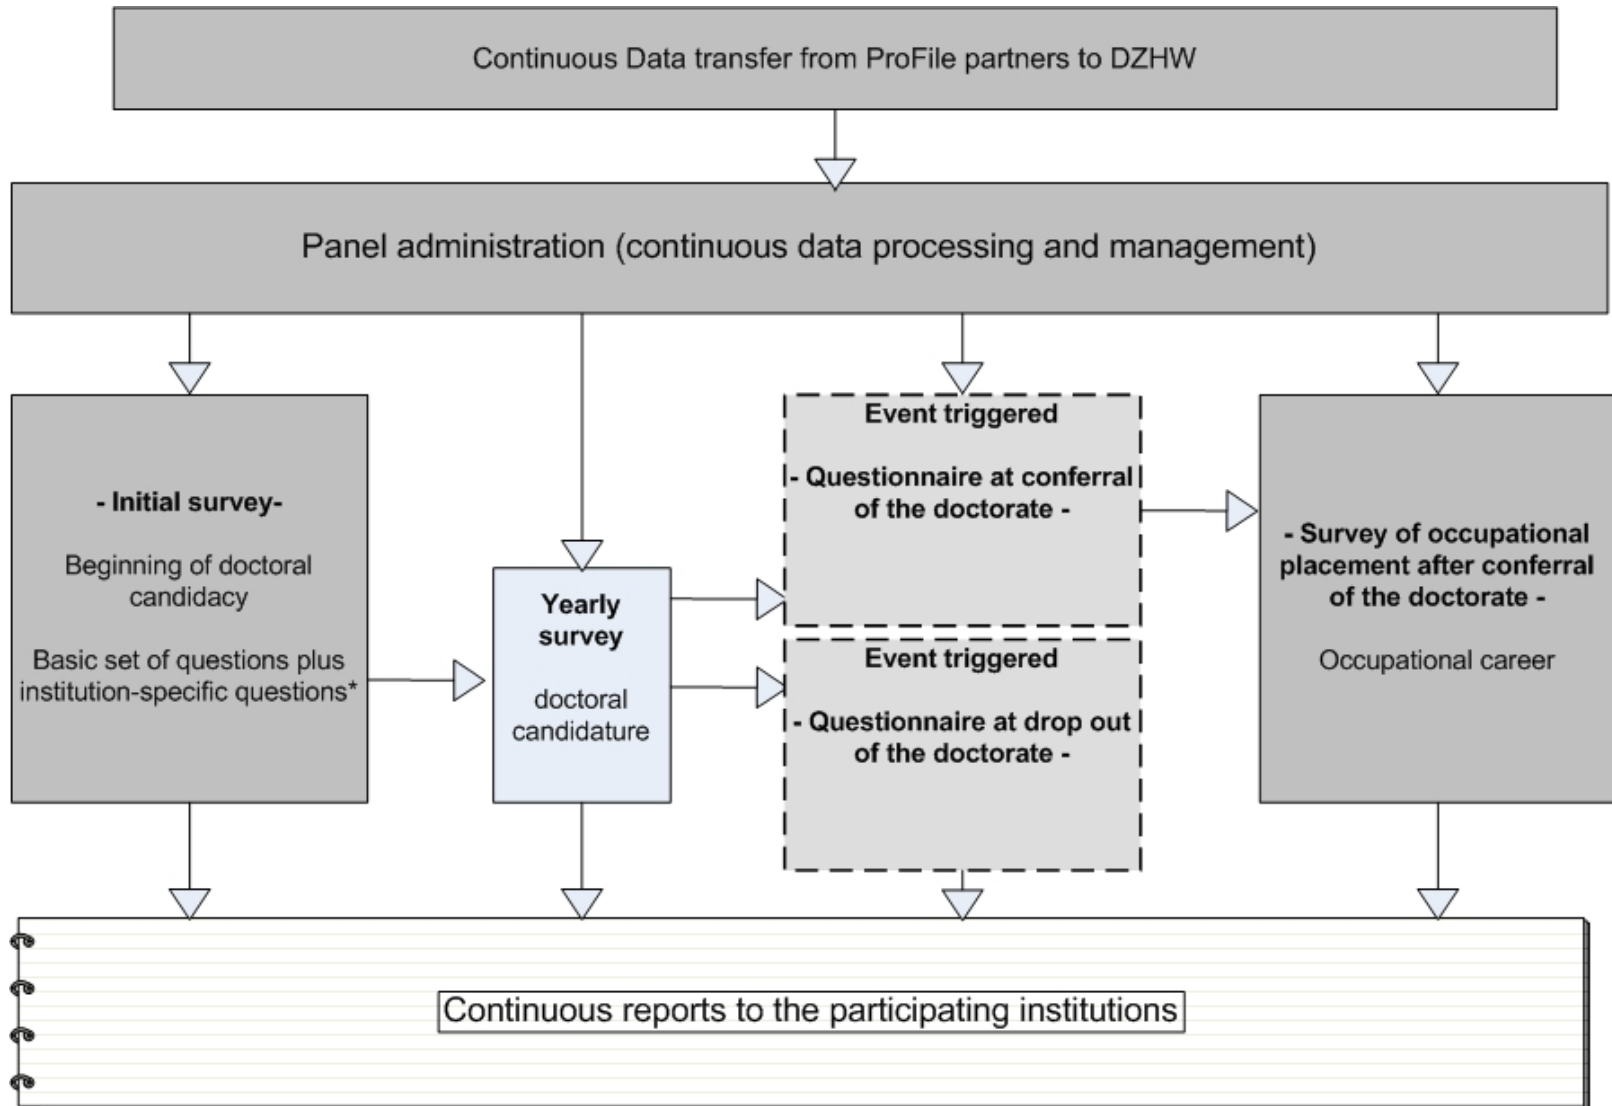 Continuous Data transfer from ProFile partners to DZHW
Panel administration (continuous data processing and management)
- Initial survey-
Beginning of doctoral
candidacy
Basic set of questions plus
institution-specific questions*
Yearly
survey
doctoral
candidature
Event triggered
- Questionnaire at conferral
of the doctorate -
Event triggered
- Questionnaire at drop out
of the doctorate -
- Survey of occupational
placement after conferral
of the doctorate -
Occupational career
Continuous reports to the participating institutions